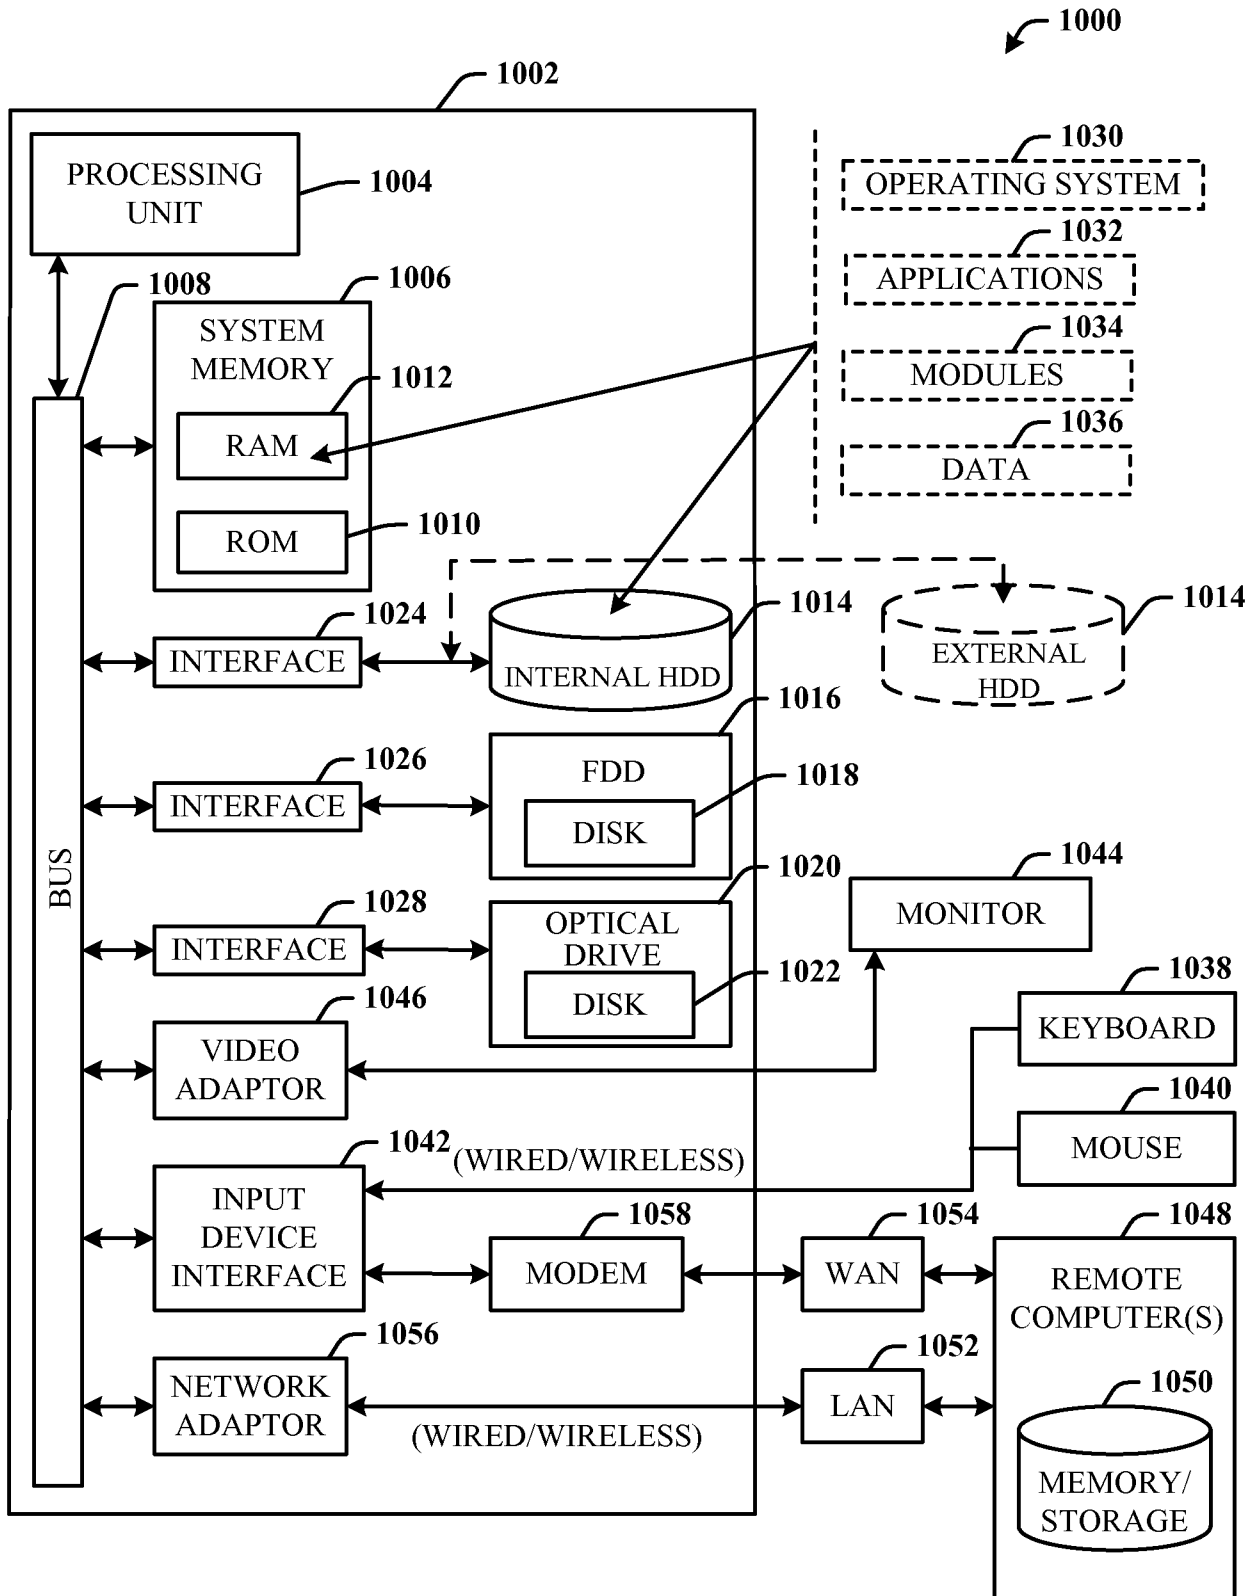 1000
1002
PROCESSING
UNIT
1004
1030
OPERATING SYSTEM
1032
APPLICATIONS
1034
MODULES
1036
DATA
1008
1006
SYSTEM
MEMORY
1012
RAM
1010
ROM
BUS
1024
INTERFACE
1014
INTERNAL HDD
1014
EXTERNAL
HDD
1016
FDD
1018
DISK
1026
INTERFACE
1020
OPTICAL
DRIVE
1022
DISK
1028
INTERFACE
1044
MONITOR
1046
VIDEO
ADAPTOR
1038
KEYBOARD
1040
MOUSE
1042
(WIRED/WIRELESS)
INPUT
DEVICE
INTERFACE
1058
MODEM
1054
WAN
1048
REMOTE
COMPUTER(S)
1056
NETWORK
ADAPTOR
(WIRED/WIRELESS)
1052
LAN
1050
MEMORY/
STORAGE